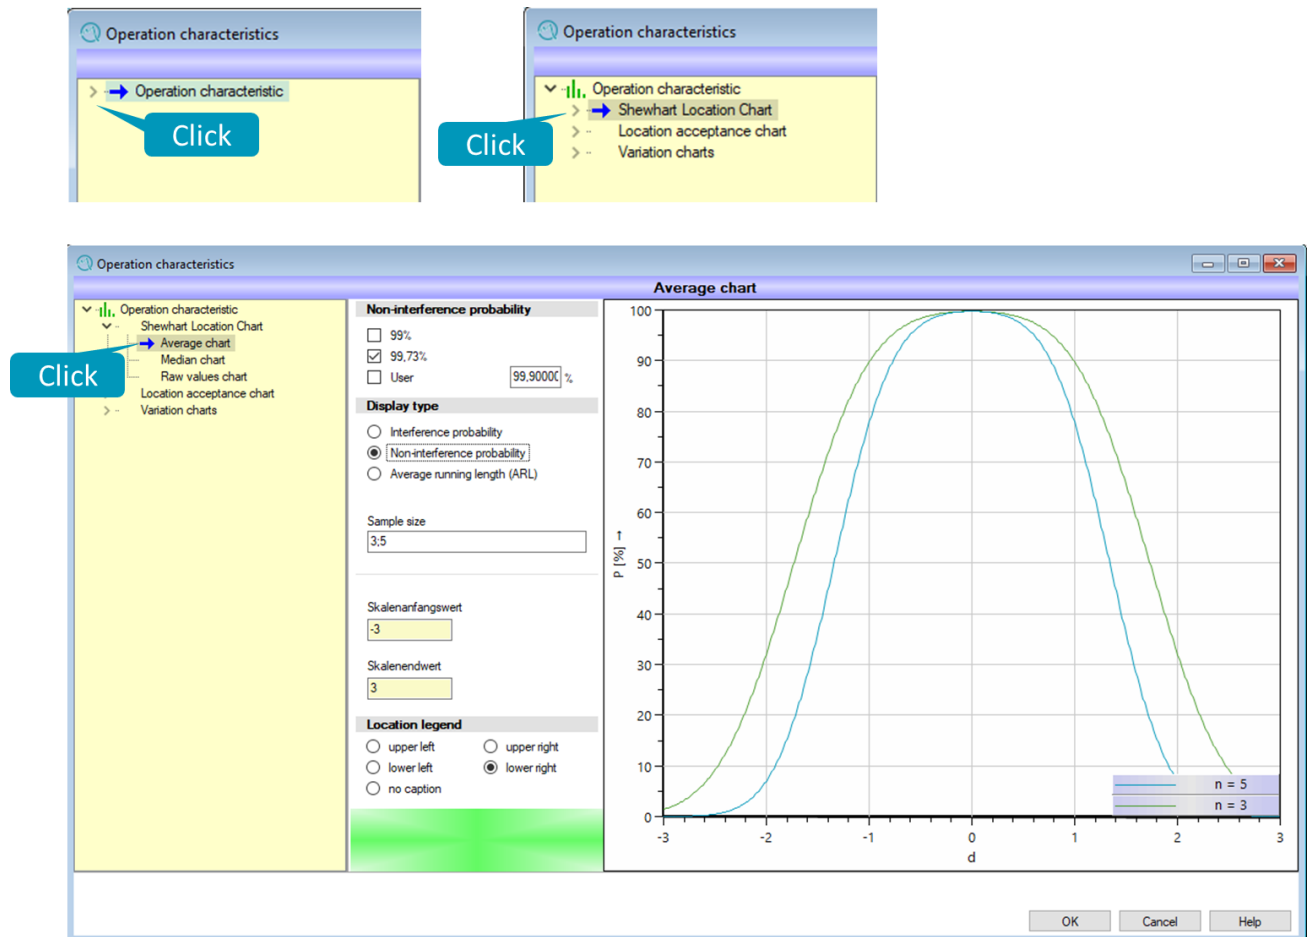 Operation characteristics
Operation characteristic
Click
Operation characteristics
Operation characteristic
Shewhart Location Chart
Location acceptance chart
Variation charts
Click
Operation characteristics
Average chart
Operation characteristic
Shewhart Location Chart
Average chart
Median chart
Raw values chart
Location acceptance chart
Variation charts
Click
Non-interference probability
99%
99,73%
User 99,9000( %
Display type
Interference probability
Non-interference probability
Average running length (ARL)
Sample size
3;5
Skalenanfangswert
-3
Skalenendwert
3
Location legend
upper left upper right
lower left lower right
no caption
100
90
80
70
60
50
40
30
20
10
0
P [%] →
-3 -2 -1 0 1 2 3
d
n = 5
n = 3
OK Cancel Help